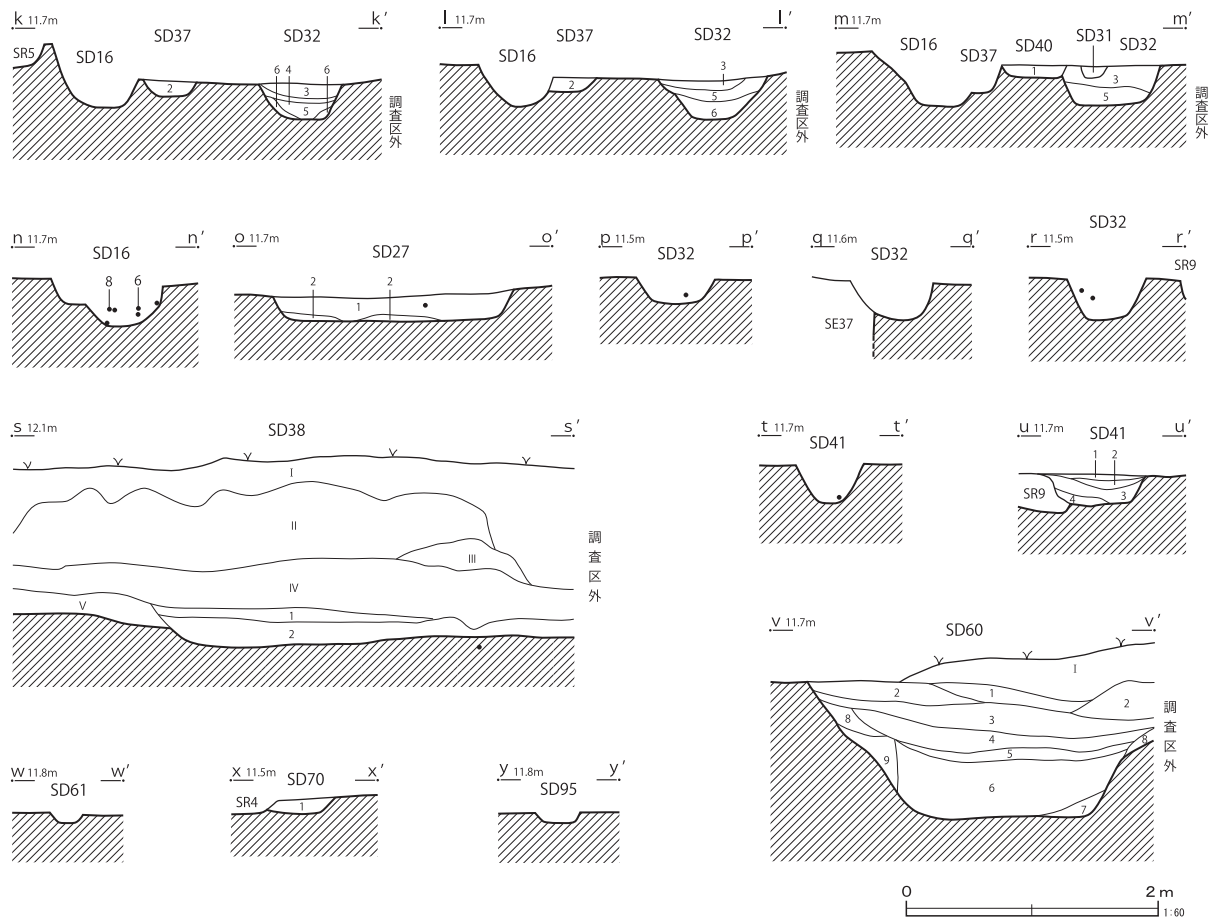 k 11.7m k′
SR5 SD16 SD37 SD32
6 4 6
2 3
5
調査区外
l 11.7m l′
SD16 SD37 SD32
3
2 5
6
調査区外
m 11.7m m′
SD16 SD37 SD40 SD31 SD32
1 3
5
調査区外
n 11.7m n′
SD16
8 6
o 11.7m o′
SD27
2 2
1
p 11.5m p′
SD32
q 11.6m q′
SD32
SE37
r 11.5m r′
SD32
SR9
s 12.1m s′
SD38
I
II
III
IV
V
1
2
調査区外
t 11.7m t′
SD41
u 11.7m u′
SD41
1 2
SR9
4 3
v 11.7m v′
SD60
I
2 1 2
8 3
4 8
5
9
6
7
調査区外
w 11.8m w′
SD61
x 11.5m x′
SD70
SR4 1
y 11.8m y′
SD95
0 2m
1:60